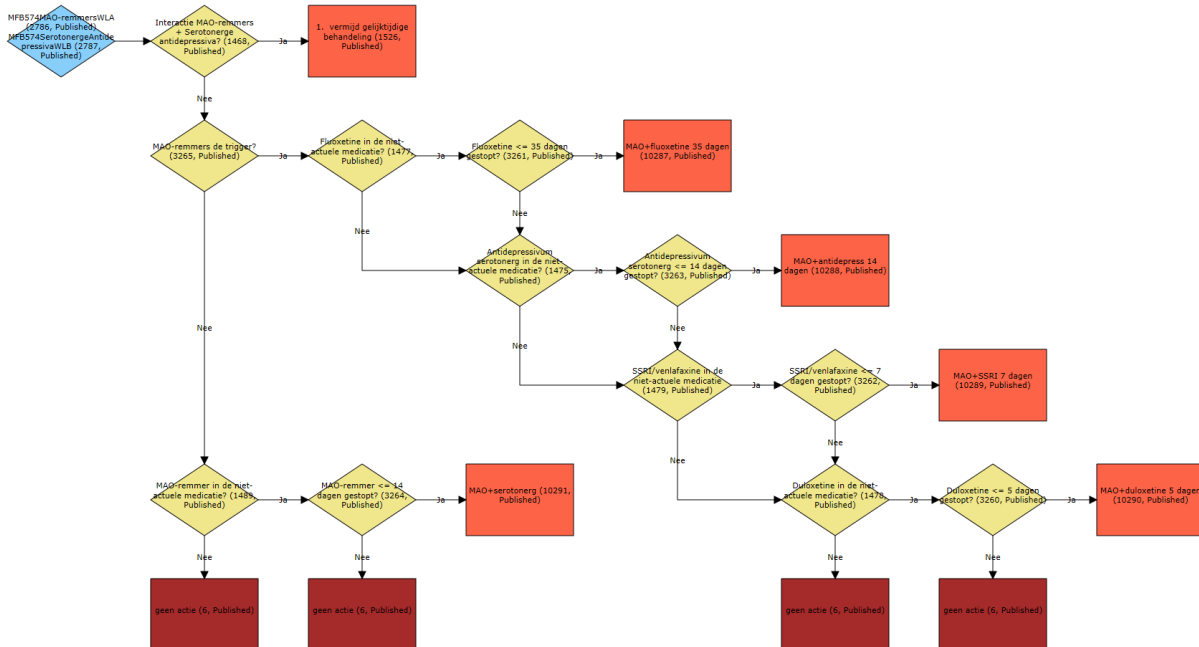 MFB574MAO-remmersWLA
(2786, Published)
MFB574SerotonergeAntide
pressivaWLB (2787,
Published)
Interactie MAO-remmers
+ Serotonerge
antidepressiva? (1468,
Published)
Ja
1.  vermijd gelijktijdige
behandeling (1526,
Published)
Nee
MAO-remmers de trigger?
(3265, Published)
Ja
Fluoxetine in de niet-
actuele medicatie? (1477,
Published)
Ja
Fluoxetine <= 35 dagen
gestopt? (3261, Published)
Ja
MAO+fluoxetine 35 dagen
(10287, Published)
Nee
Nee
Antidepressivum
serotonerg in de niet-
actuele medicatie? (1475,
Published)
Ja
Antidepressivum
serotonerg <= 14 dagen
gestopt? (3263, Published)
Ja
MAO+antidepress 14
dagen (10288, Published)
Nee
Nee
Nee
SSRI/venlafaxine in de
niet-actuele medicatie
(1479, Published)
Ja
SSRI/venlafaxine <= 7
dagen gestopt? (3262,
Published)
Ja
MAO+SSRI 7 dagen
(10289, Published)
Nee
Nee
MAO-remmer in de niet-
actuele medicatie? (1489,
Published)
Ja
MAO-remmer <= 14
dagen gestopt? (3264,
Published)
Ja
MAO+serotonerg (10291,
Published)
Duloxetine in de niet-
actuele medicatie? (1478,
Published)
Ja
Duloxetine <= 5 dagen
gestopt? (3260, Published)
Ja
MAO+duloxetine 5 dagen
(10290, Published)
Nee
Nee
Nee
Nee
geen actie (6, Published)
geen actie (6, Published)
geen actie (6, Published)
geen actie (6, Published)